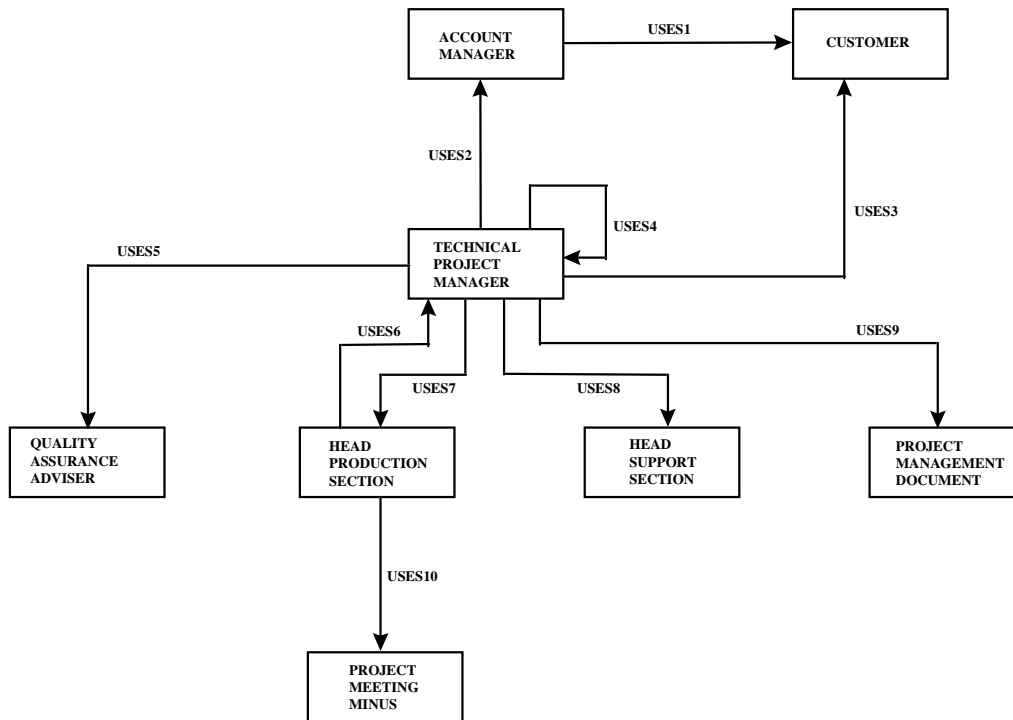 ACCOUNT
MANAGER
USES1
CUSTOMER
USES2
USES4
USES3
TECHNICAL
PROJECT
MANAGER
USES5
USES6
USES9
USES7
USES8
QUALITY
ASSURANCE
ADVISER
HEAD
PRODUCTION
SECTION
HEAD
SUPPORT
SECTION
PROJECT
MANAGEMENT
DOCUMENT
USES10
PROJECT
MEETING
MINUS